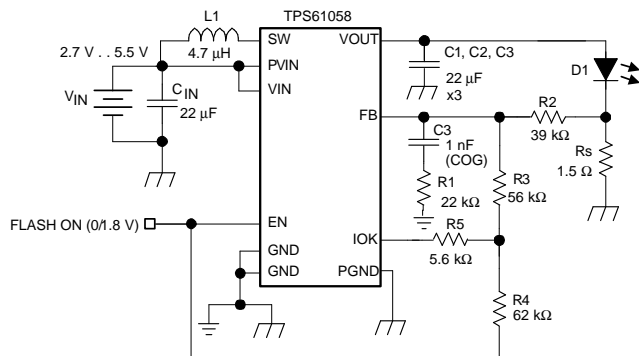 L1
TPS61058
4.7 µH
SW
VOUT
C1, C2, C3
22 µF
x3
D1
2.7 V . . 5.5 V
PVIN
VIN
VIN
CIN
22 µF
FB
R2
39 kΩ
C3
1 nF
(COG)
R1
22 kΩ
R3
56 kΩ
Rs
1.5 Ω
FLASH ON (0/1.8 V)
EN
GND
GND
IOK
R5
5.6 kΩ
PGND
R4
62 kΩ